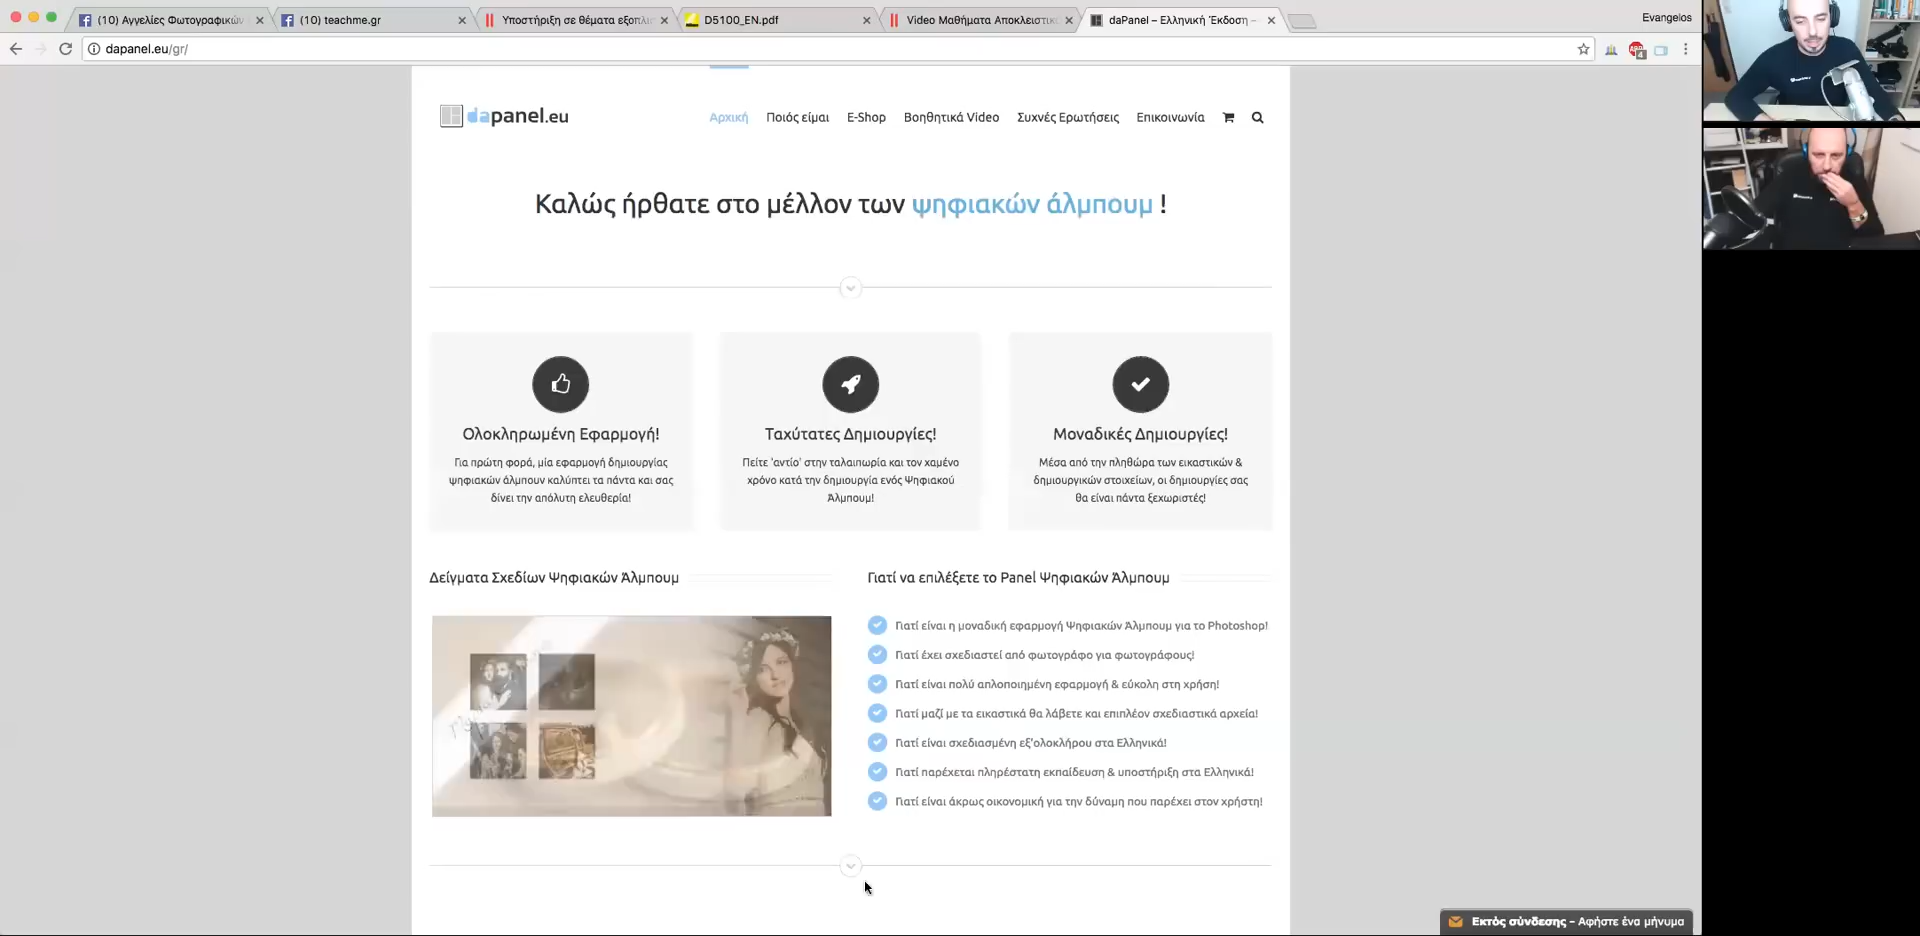 (10) Αγγελίες Φωτογραφικών
(10) teachme.gr
Υποστήριξη σε θέματα εξοπλι
D5100_EN.pdf
Video Μαθήματα Αποκλειστικ
daPanel – Ελληνική Έκδοση –
Evangelos
dapanel.eu/gr/
dapanel.eu
Αρχική
Ποιός είμαι
E-Shop
Βοηθητικά Video
Συχνές Ερωτήσεις
Επικοινωνία
Καλώς ήρθατε στο μέλλον των ψηφιακών άλμπουμ !
Ολοκληρωμένη Εφαρμογή!
Για πρώτη φορά, μία εφαρμογή δημιουργίας
ψηφιακών άλμπουν καλύπτει τα πάντα και σας
δίνει την απόλυτη ελευθερία!
Ταχύτατες Δημιουργίες!
Πείτε 'αντίο' στην ταλαιπωρία και τον χαμένο
χρόνο κατά την δημιουργία ενός Ψηφιακού
Άλμπουμ!
Μοναδικές Δημιουργίες!
Μέσα από την πληθώρα των εικαστικών &
δημιουργικών στοιχείων, οι δημιουργίες σας
θα είναι πάντα ξεχωριστές!
Δείγματα Σχεδίων Ψηφιακών Άλμπουμ
Γιατί να επιλέξετε το Panel Ψηφιακών Άλμπουμ
Γιατί είναι η μοναδική εφαρμογή Ψηφιακών Άλμπουμ για το Photoshop!
Γιατί έχει σχεδιαστεί από φωτογράφο για φωτογράφους!
Γιατί είναι πολύ απλοποιημένη εφαρμογή & εύκολη στη χρήση!
Γιατί μαζί με τα εικαστικά θα λάβετε και επιπλέον σχεδιαστικά αρχεία!
Γιατί είναι σχεδιασμένη εξ'ολοκλήρου στα Ελληνικά!
Γιατί παρέχεται πληρέστατη εκπαίδευση & υποστήριξη στα Ελληνικά!
Γιατί είναι άκρως οικονομική για την δύναμη που παρέχει στον χρήστη!
Εκτός σύνδεσης – Αφήστε ένα μήνυμα